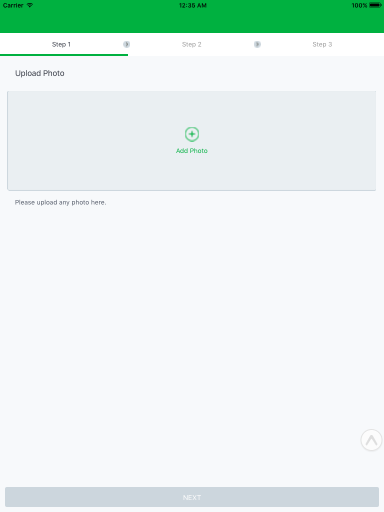 Carrier 12:36 AM 100%
Step 1 Step 2 Step 3
Upload Photo
Add Photo
Please upload any photo here.
NEXT